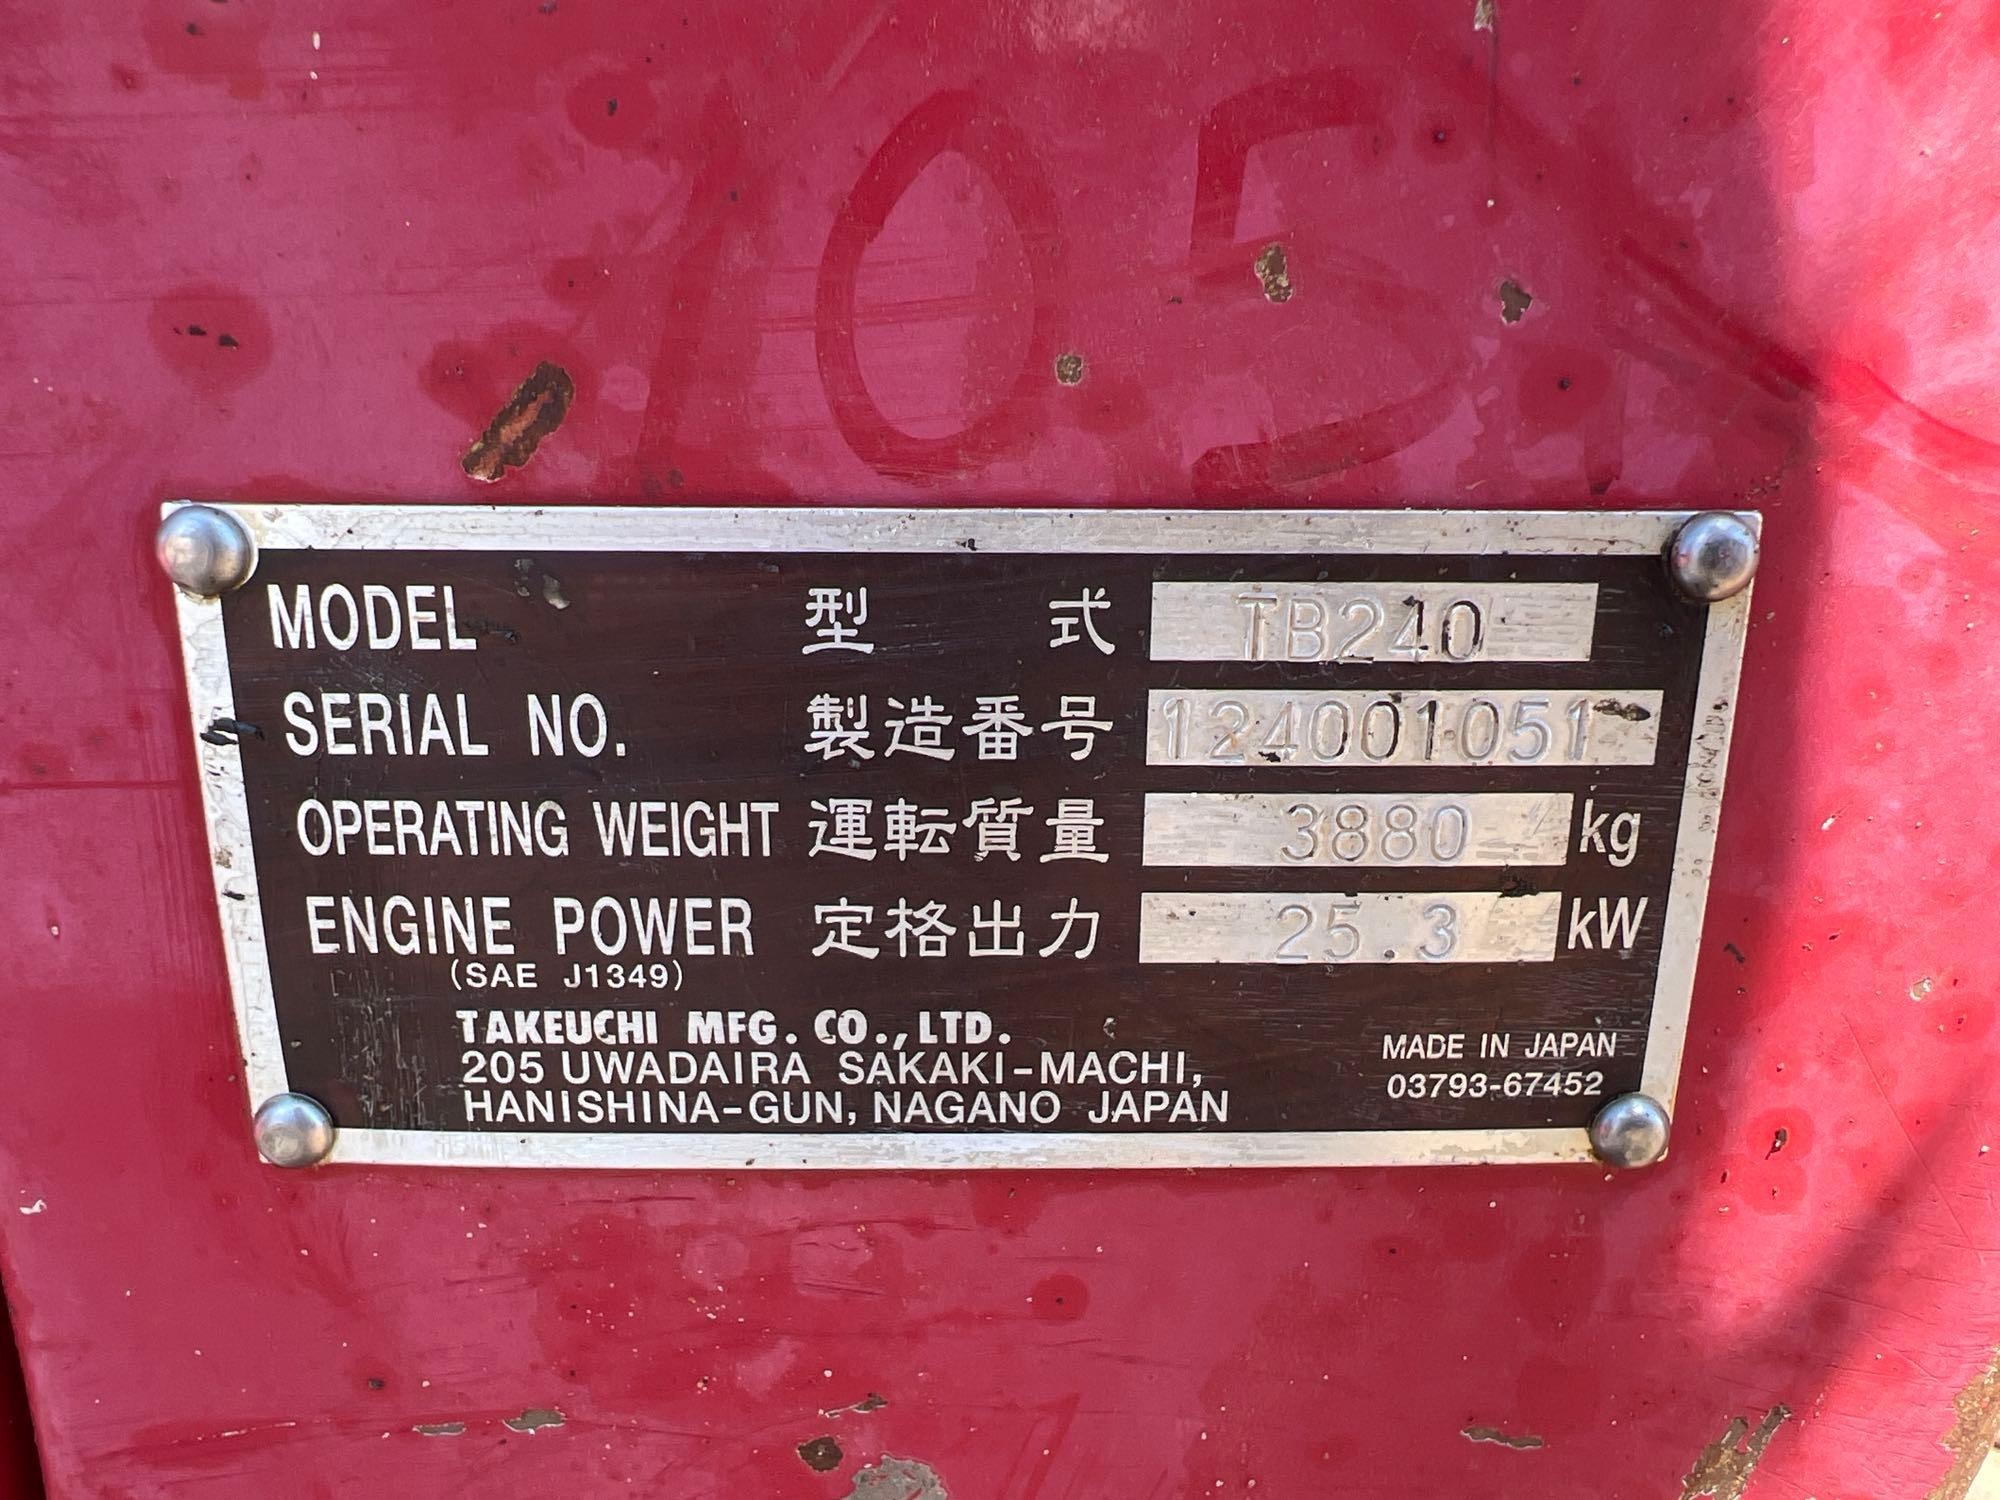 105
MODEL 型式 TB240
SERIAL NO. 製造番号 124001051
OPERATING WEIGHT 運転質量 3880 kg
ENGINE POWER 定格出力 25.3 kW
(SAE J1349)
TAKEUCHI MFG. CO., LTD.
205 UWADAIRA SAKAKI-MACHI,
HANISHINA-GUN, NAGANO JAPAN
MADE IN JAPAN
03793-67452